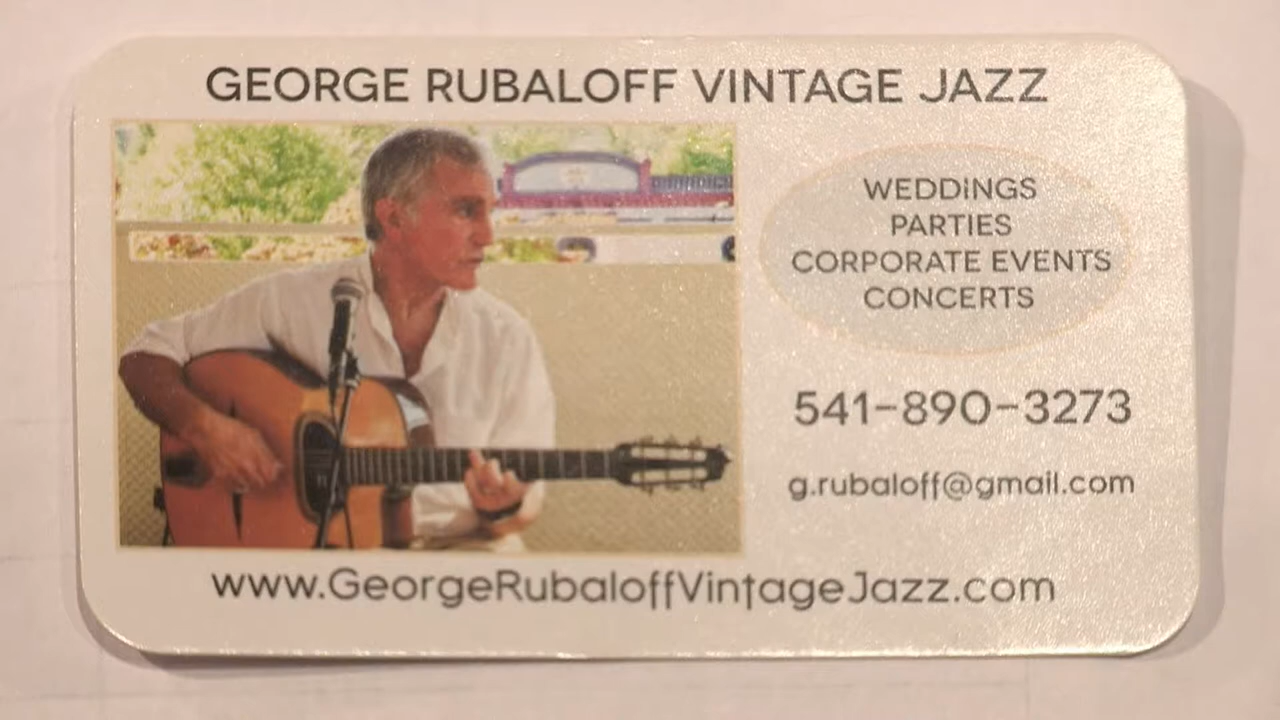 GEORGE RUBALOFF VINTAGE JAZZ
WEDDINGS
PARTIES
CORPORATE EVENTS
CONCERTS
541-890-3273
g.rubaloff@gmail.com
www.GeorgeRubaloffVintageJazz.com